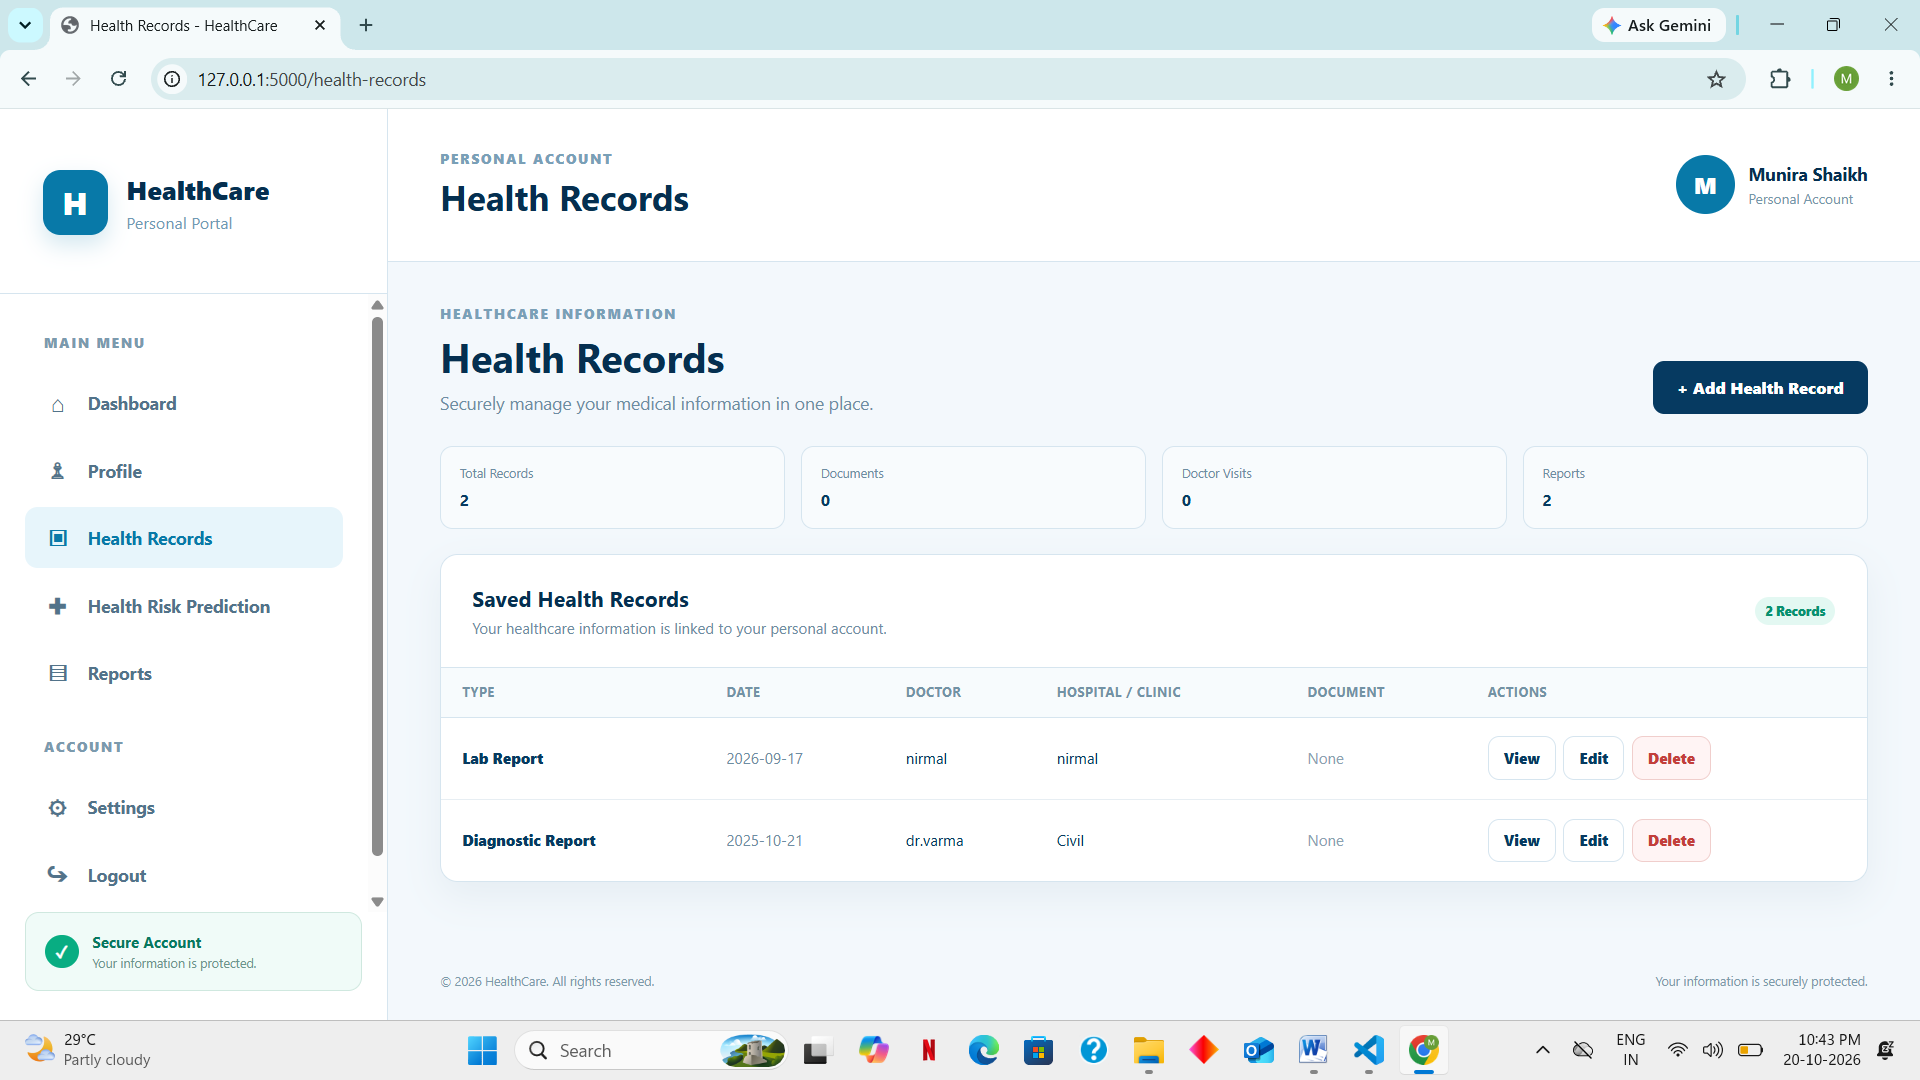 Health Records - HealthCare
Ask Gemini
127.0.0.1:5000/health-records
M
H
HealthCare
Personal Portal
MAIN MENU
Dashboard
Profile
Health Records
Health Risk Prediction
Reports
ACCOUNT
Settings
Logout
Secure Account
Your information is protected.
PERSONAL ACCOUNT
Health Records
M
Munira Shaikh
Personal Account
HEALTHCARE INFORMATION
Health Records
Securely manage your medical information in one place.
+ Add Health Record
Total Records
2
Documents
0
Doctor Visits
0
Reports
2
Saved Health Records
Your healthcare information is linked to your personal account.
2 Records
TYPE DATE DOCTOR HOSPITAL / CLINIC DOCUMENT ACTIONS
Lab Report 2026-09-17 nirmal nirmal None View Edit Delete
Diagnostic Report 2025-10-21 dr.varma Civil None View Edit Delete
© 2026 HealthCare. All rights reserved.
Your information is securely protected.
29°C
Partly cloudy
Search
ENG
IN
10:43 PM
20-10-2026